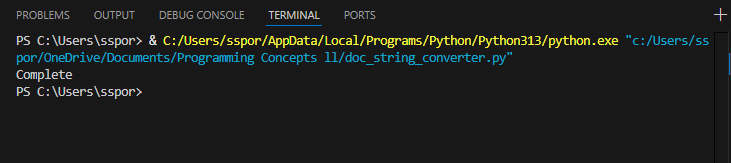 PROBLEMS OUTPUT DEBUG CONSOLE TERMINAL PORTS
PS C:\Users\sspor> & C:/Users/sspor/AppData/Local/Programs/Python/Python313/python.exe "c:/Users/ss
por/OneDrive/Documents/Programming Concepts ll/doc_string_converter.py"
Complete
PS C:\Users\sspor>